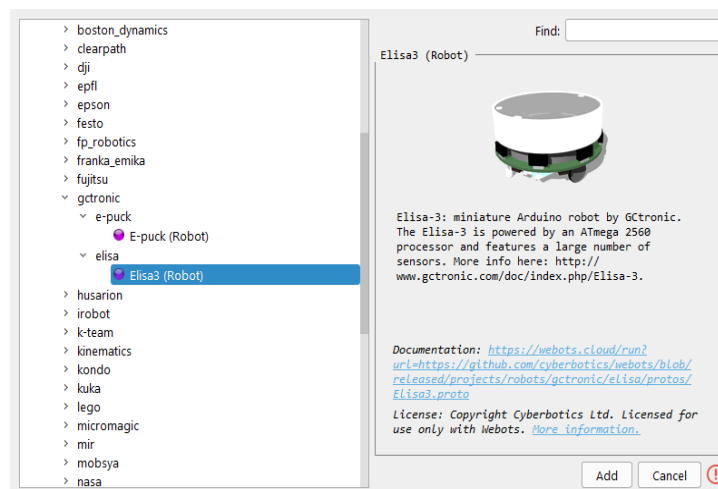 boston_dynamics
clearpath
dji
epfl
epson
festo
fp_robotics
franka_emika
fujitsu
gctronic
e-puck
E-puck (Robot)
elisa
Elisa3 (Robot)
husarion
irobot
k-team
kinematics
kondo
kuka
lego
micromagic
mir
mobsya
nasa
Find:
Elisa3 (Robot)
Elisa-3: miniature Arduino robot by GCtronic.
The Elisa-3 is powered by an ATmega 2560
processor and features a large number of
sensors. More info here: http://
www.gctronic.com/doc/index.php/Elisa-3.
Documentation: https://webots.cloud/run?
url=https://github.com/cyberbotics/webots/blob/
released/projects/robots/gctronic/elisa/protos/
Elisa3.proto
License: Copyright Cyberbotics Ltd. Licensed for
use only with Webots. More information.
Add Cancel